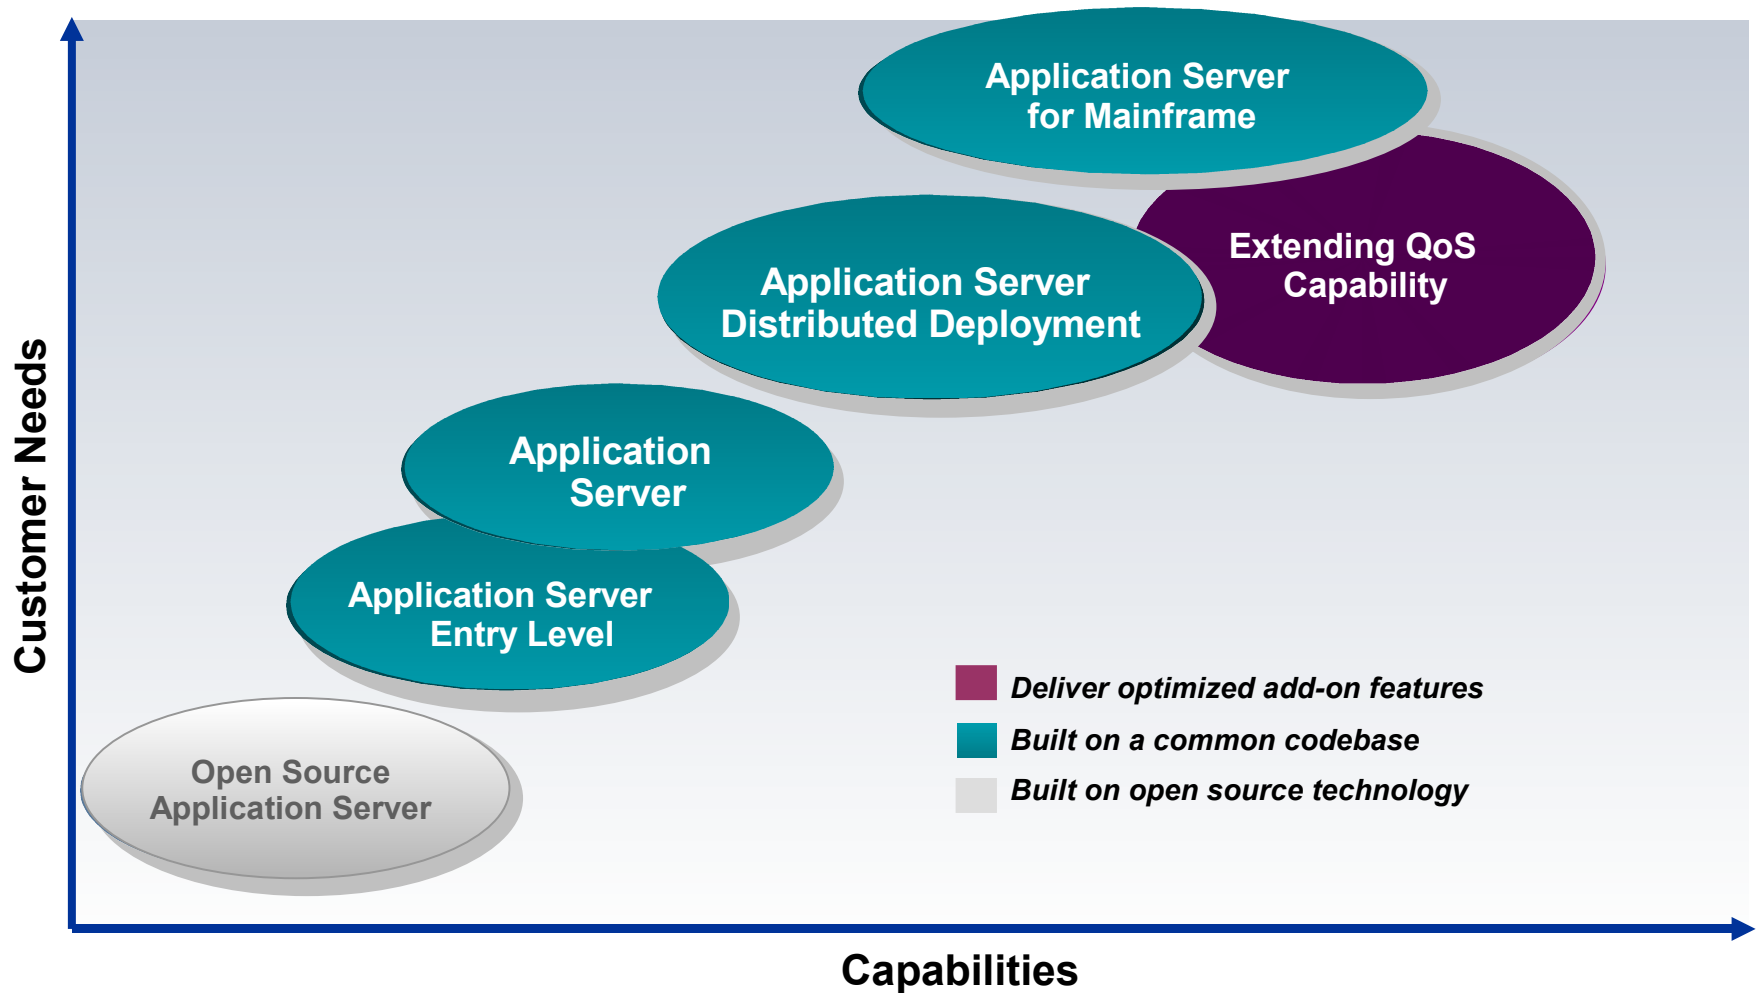 Application Server
for Mainframe
Extending QoS
Capability
Application Server
Distributed Deployment
Application
Server
Application Server
Entry Level
Open Source
Application Server
Deliver optimized add-on features
Built on a common codebase
Built on open source technology
Customer Needs
Capabilities